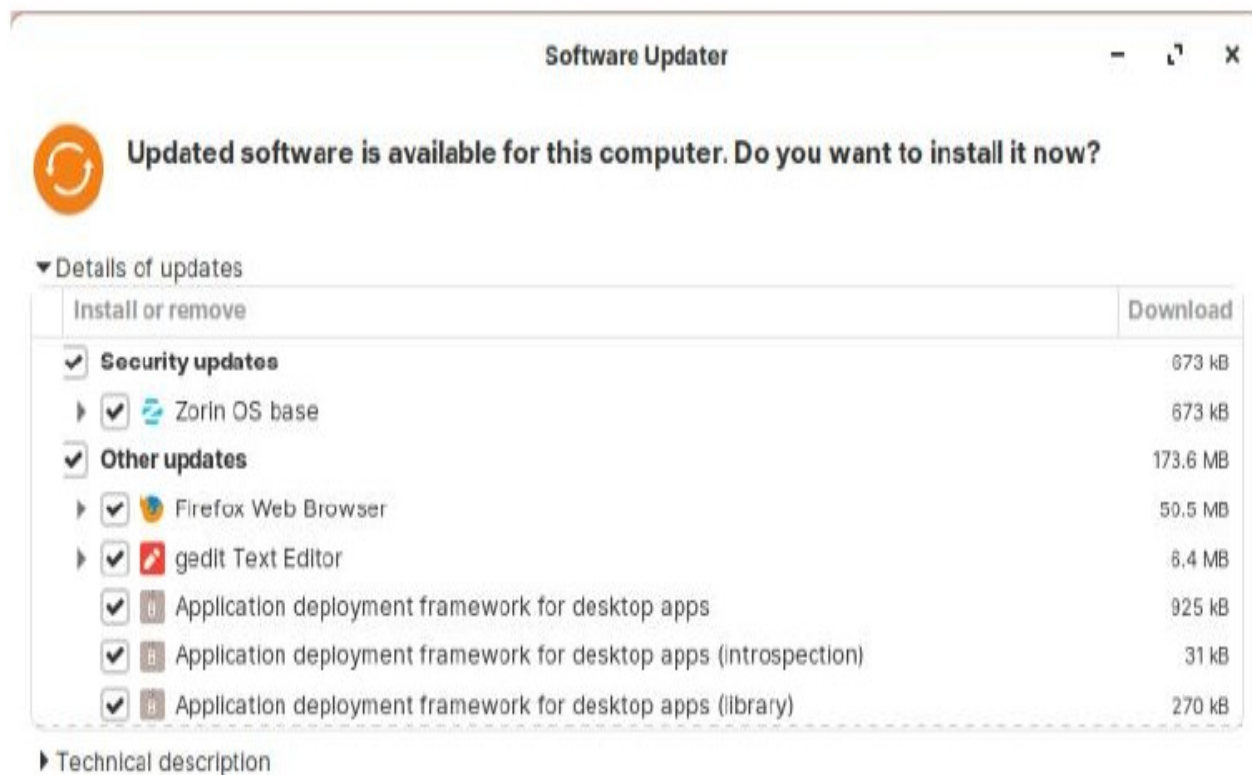 Software Updater
Updated software is available for this computer. Do you want to install it now?
Details of updates
Install or remove Download
Security updates 673 kB
Zorin OS base 673 kB
Other updates 173.6 MB
Firefox Web Browser 50.5 MB
gedit Text Editor 6.4 MB
Application deployment framework for desktop apps 925 kB
Application deployment framework for desktop apps (introspection) 31 kB
Application deployment framework for desktop apps (library) 270 kB
Technical description